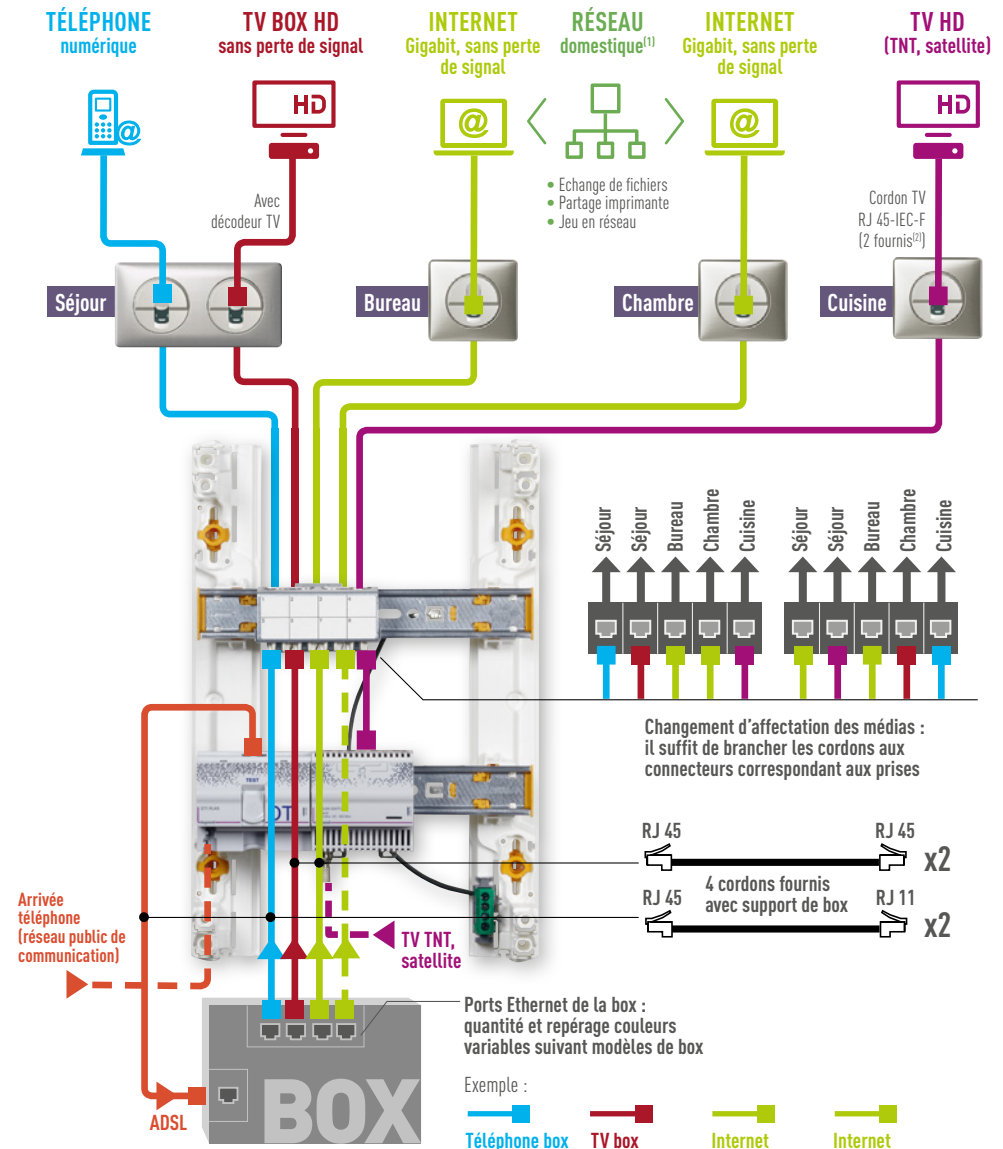 TÉLÉPHONE
numérique
TV BOX HD
sans perte de signal
INTERNET
Gigabit, sans perte
de signal
RÉSEAU
domestique(1)
INTERNET
Gigabit, sans perte
de signal
TV HD
(TNT, satellite)
@
HD
@
@
HD
• Echange de fichiers
• Partage imprimante
• Jeu en réseau
Avec
décodeur TV
Cordon TV
RJ 45-IEC-F
(2 fournis(2))
Séjour
Bureau
Chambre
Cuisine
Séjour
Séjour
Bureau
Chambre
Cuisine
Séjour
Séjour
Bureau
Chambre
Cuisine
Changement d'affectation des médias :
il suffit de brancher les cordons aux
connecteurs correspondant aux prises
TEST
RJ 45
RJ 45
x2
4 cordons fournis
avec support de box
RJ 45
RJ 11
x2
Arrivée
téléphone
(réseau public de
communication)
TV TNT,
satellite
Ports Ethernet de la box :
quantité et repérage couleurs
variables suivant modèles de box
BOX
ADSL
Exemple :
Téléphone box
TV box
Internet
Internet